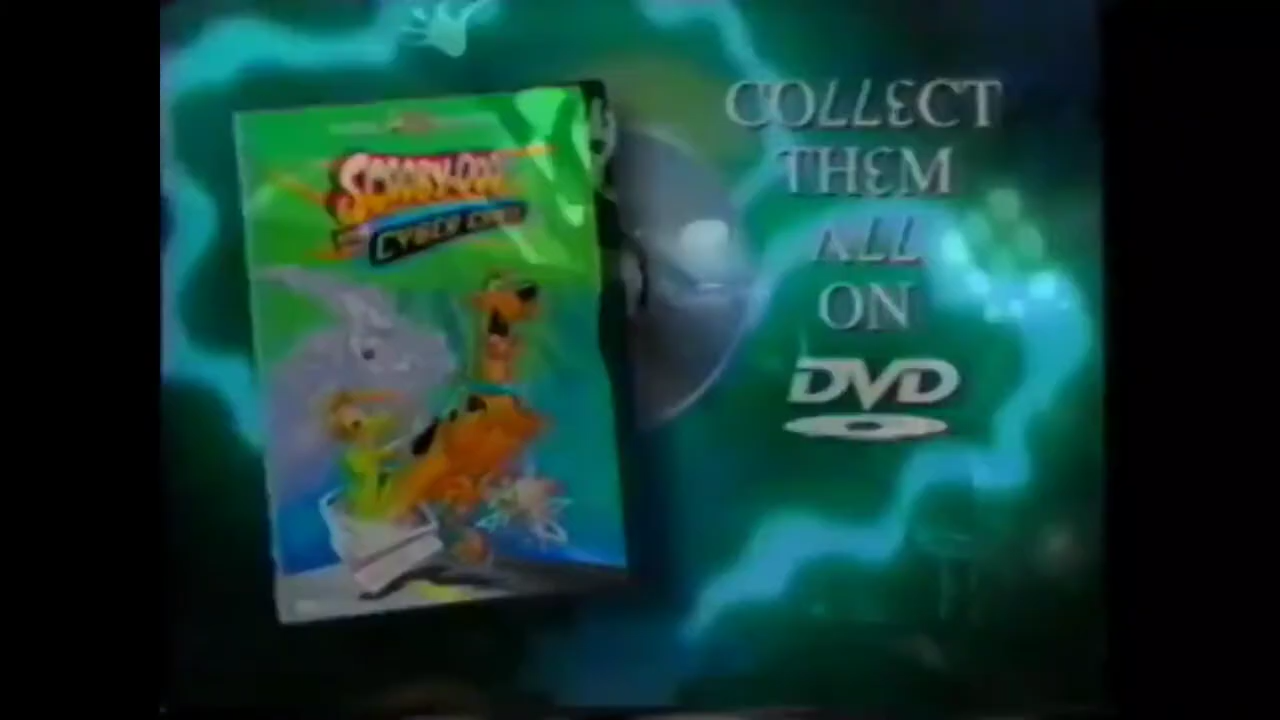 SCOOBY-DOO
CYBER CHASE
COLLECT
THEM
ALL
ON
DVD